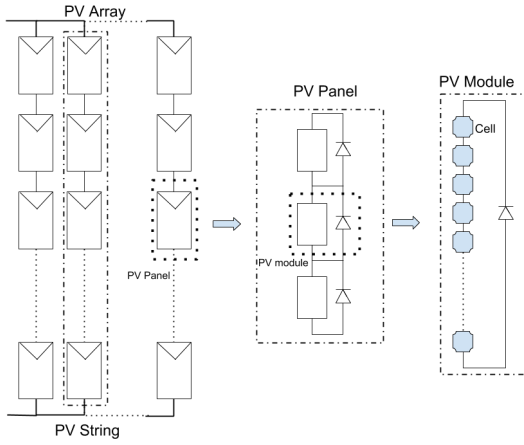 PV Array
PV Panel
PV Module
Cell
PV module
PV Panel
PV String